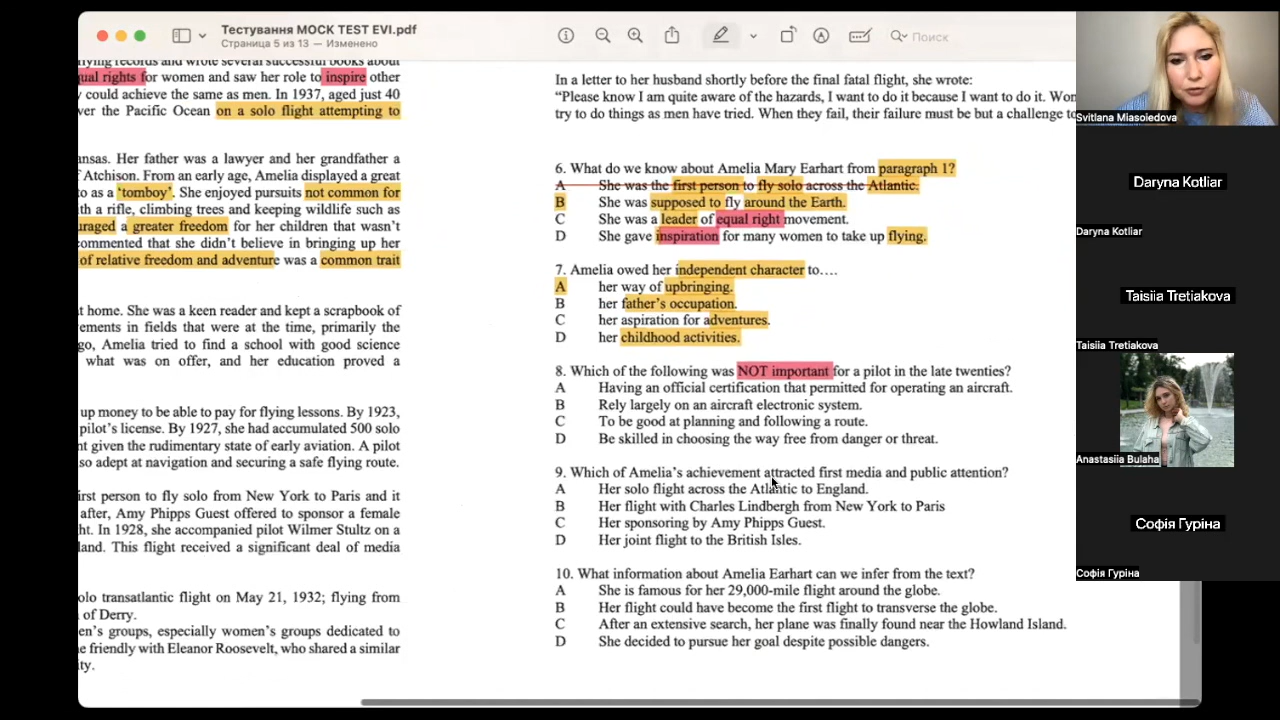 Тестування MOCK TEST EVI.pdf
Страница 5 из 13 — Изменено
Поиск
flying records and wrote several successful books about
ual rights for women and saw her role to inspire other
could achieve the same as men. In 1937, aged just 40
ver the Pacific Ocean on a solo flight attempting to
ansas. Her father was a lawyer and her grandfather a
Atchison. From an early age, Amelia displayed a great
o as a ‘tomboy’. She enjoyed pursuits not common for
th a rifle, climbing trees and keeping wildlife such as
uraged a greater freedom for her children that wasn’t
commented that she didn’t believe in bringing up her
of relative freedom and adventure was a common trait
t home. She was a keen reader and kept a scrapbook of
ements in fields that were at the time, primarily the
go, Amelia tried to find a school with good science
what was on offer, and her education proved a
up money to be able to pay for flying lessons. By 1923,
pilot’s license. By 1927, she had accumulated 500 solo
nt given the rudimentary state of early aviation. A pilot
so adept at navigation and securing a safe flying route.
irst person to fly solo from New York to Paris and it
after, Amy Phipps Guest offered to sponsor a female
ht. In 1928, she accompanied pilot Wilmer Stultz on a
land. This flight received a significant deal of media
olo transatlantic flight on May 21, 1932; flying from
of Derry.
en’s groups, especially women’s groups dedicated to
e friendly with Eleanor Roosevelt, who shared a similar
ty.
In a letter to her husband shortly before the final fatal flight, she wrote:
“Please know I am quite aware of the hazards, I want to do it because I want to do it. Wom
try to do things as men have tried. When they fail, their failure must be but a challenge to
6. What do we know about Amelia Mary Earhart from paragraph 1?
A She was the first person to fly solo across the Atlantic.
B She was supposed to fly around the Earth.
C She was a leader of equal right movement.
D She gave inspiration for many women to take up flying.
7. Amelia owed her independent character to….
A her way of upbringing.
B her father’s occupation.
C her aspiration for adventures.
D her childhood activities.
8. Which of the following was NOT important for a pilot in the late twenties?
A Having an official certification that permitted for operating an aircraft.
B Rely largely on an aircraft electronic system.
C To be good at planning and following a route.
D Be skilled in choosing the way free from danger or threat.
9. Which of Amelia’s achievement attracted first media and public attention?
A Her solo flight across the Atlantic to England.
B Her flight with Charles Lindbergh from New York to Paris
C Her sponsoring by Amy Phipps Guest.
D Her joint flight to the British Isles.
10. What information about Amelia Earhart can we infer from the text?
A She is famous for her 29,000-mile flight around the globe.
B Her flight could have become the first flight to transverse the globe.
C After an extensive search, her plane was finally found near the Howland Island.
D She decided to pursue her goal despite possible dangers.
Svitlana Miasoiedova
Daryna Kotliar
Daryna Kotliar
Taisiia Tretiakova
Taisiia Tretiakova
Anastasiia Bulaha
Софія Гуріна
Софія Гуріна